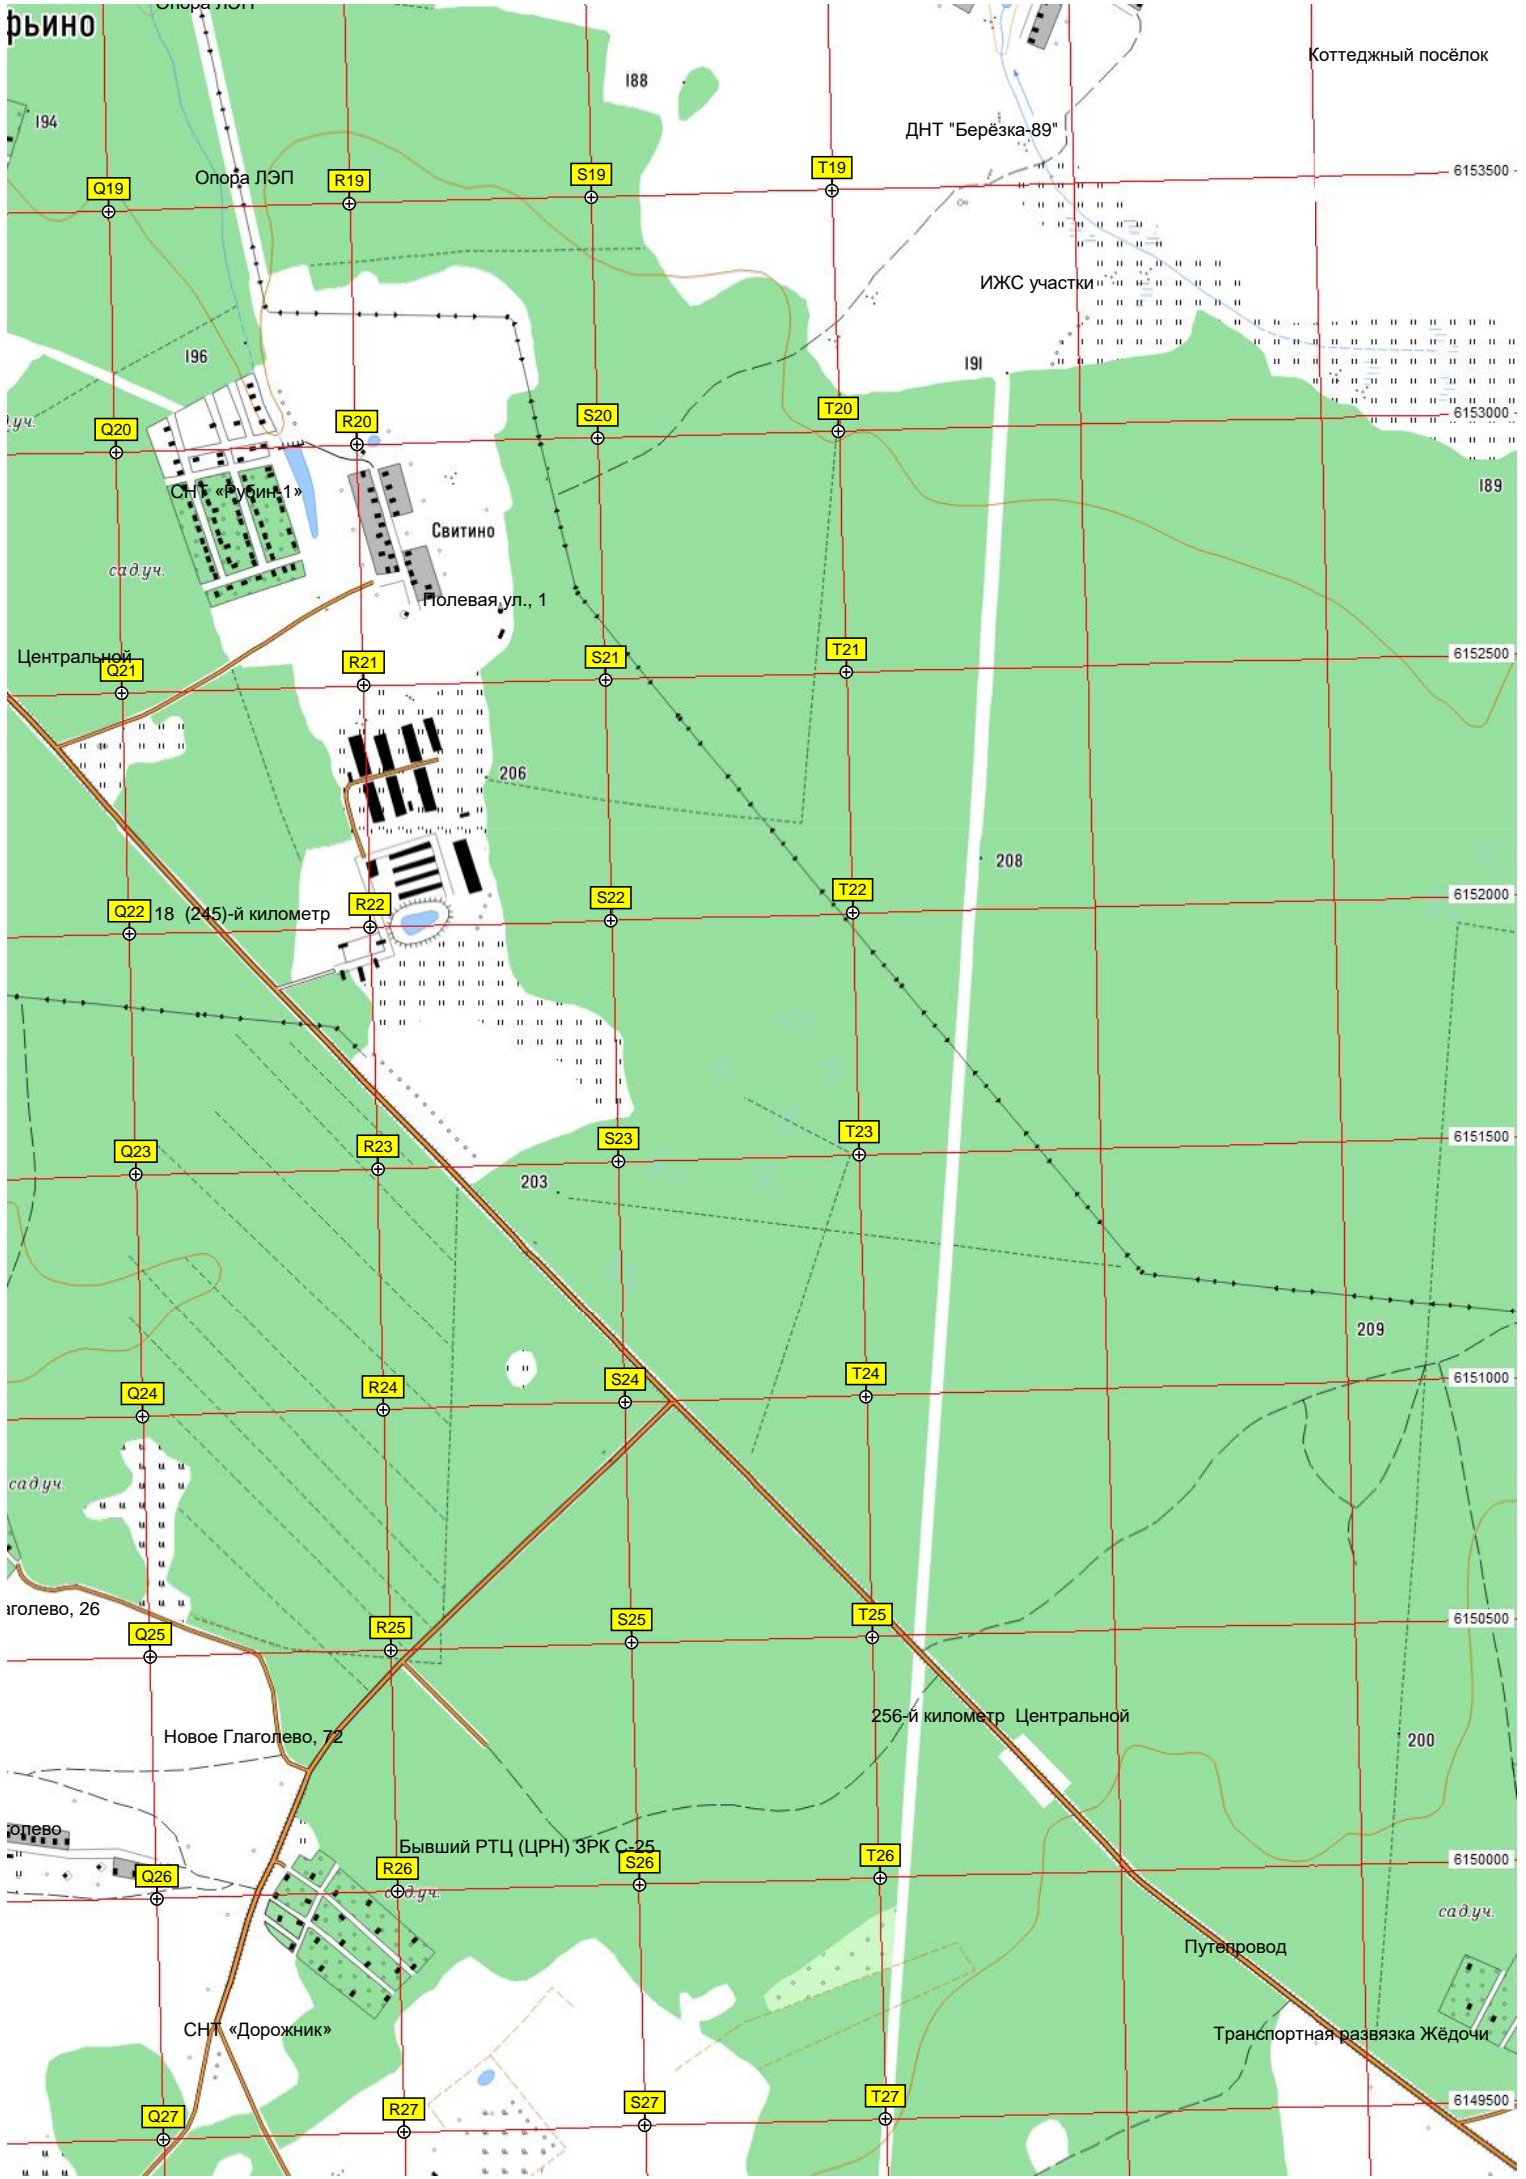 Опора ЛЭП
фьино
Коттеджный посёлок
188
194
ДНТ "Берёзка-89"
T19
6153500
S19
R19
Опора ЛЭП
Q19
ИЖС участки
196
191
T20
6153000
S20
R20
Q20
д.уч.
189
СНТ «Рубин-1»
Свитино
сад.уч.
Полевая ул., 1
T21
6152500
Центральной
S21
R21
Q21
206
208
T22
6152000
S22
R22
Q22
18 (245)-й километр
T23
6151500
S23
R23
Q23
203
209
T24
6151000
S24
R24
Q24
сад.уч.
аголево, 26
T25
6150500
S25
R25
Q25
256-й километр Центральной
Новое Глаголево, 72
200
олево
Бывший РТЦ (ЦРН) ЗРК С-25
T26
6150000
S26
R26
Q26
сад.уч.
сад.уч.
Путепровод
СНТ «Дорожник»
Транспортная развязка Жёдочи
T27
6149500
S27
R27
Q27